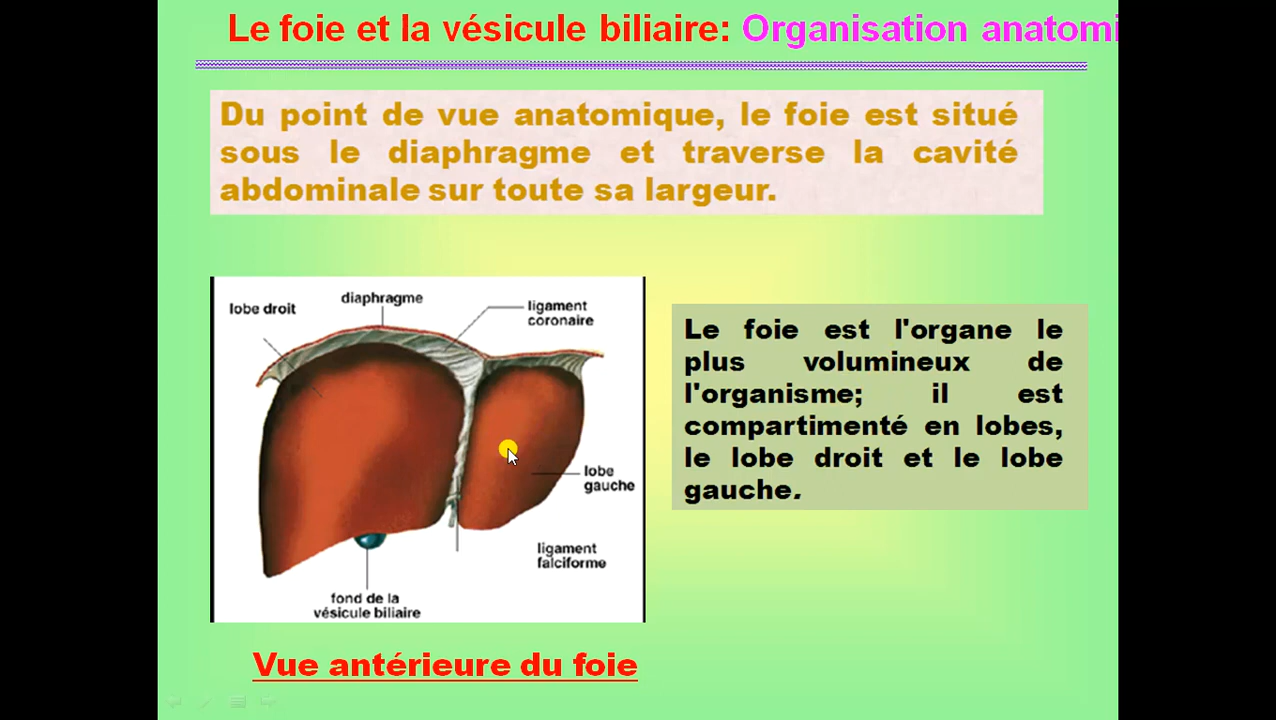 Le foie et la vésicule biliaire: Organisation anatomi
Du point de vue anatomique, le foie est situé
sous le diaphragme et traverse la cavité
abdominale sur toute sa largeur.
lobe droit
diaphragme
ligament
coronaire
lobe
gauche
ligament
falciforme
fond de la
vésicule biliaire
Le foie est l'organe le
plus volumineux de
l'organisme; il est
compartimenté en lobes,
le lobe droit et le lobe
gauche.
Vue antérieure du foie